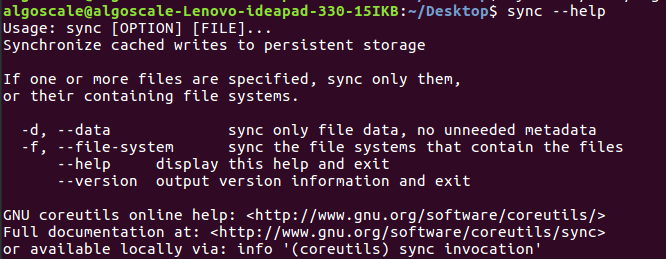 algoscale@algoscale-Lenovo-ideapad-330-15IKB:~/Desktop$ sync --help
Usage: sync [OPTION] [FILE]...
Synchronize cached writes to persistent storage
If one or more files are specified, sync only them,
or their containing file systems.
-d, --data sync only file data, no unneeded metadata
-f, --file-system sync the file systems that contain the files
--help display this help and exit
--version output version information and exit
GNU coreutils online help: <http://www.gnu.org/software/coreutils/>
Full documentation at: <http://www.gnu.org/software/coreutils/sync>
or available locally via: info '(coreutils) sync invocation'